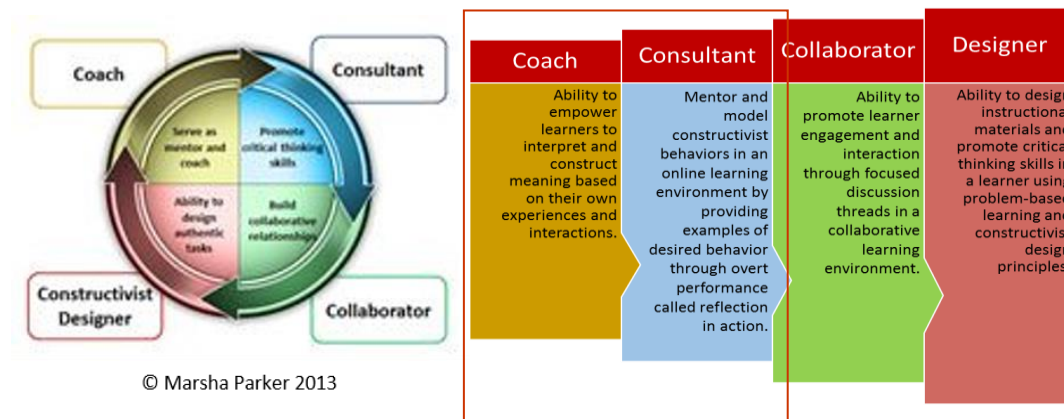 Coach
Consultant
Serve as
mentor and
coach
Promote
critical thinking
skills
Ability to
design
authentic
tasks
Build
collaborative
relationships
Constructivist
Designer
Collaborator
© Marsha Parker 2013
Coach
Ability to
empower
learners to
interpret and
construct
meaning based
on their own
experiences and
interactions.
Consultant
Mentor and
model
constructivist
behaviors in an
online learning
environment by
providing
examples of
desired behavior
through overt
performance
called reflection
in action.
Collaborator
Ability to
promote learner
engagement and
interaction
through focused
discussion
threads in a
collaborative
learning
environment.
Designer
Ability to design
instructional
materials and
promote critical
thinking skills in
a learner using
problem-based
learning and
constructivist
design
principles.